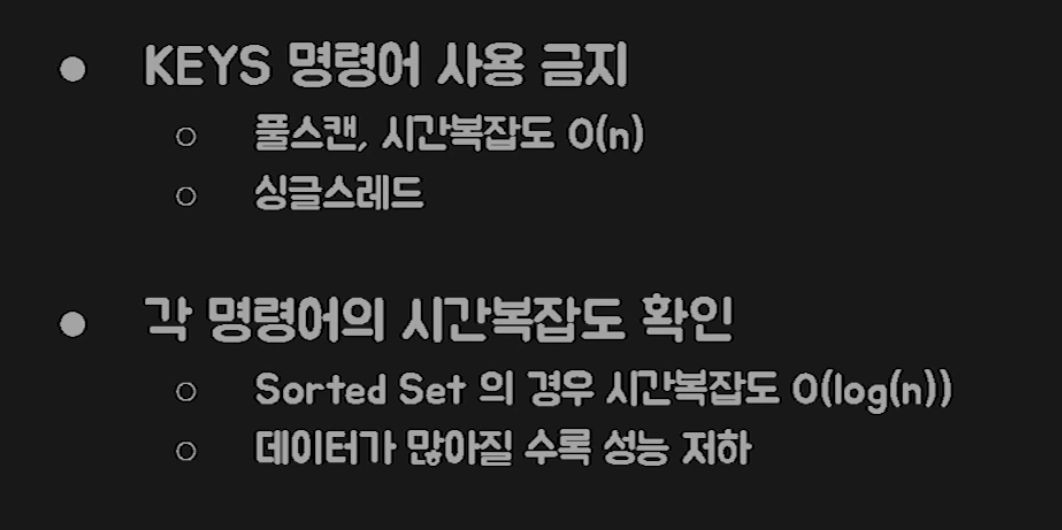 ● KEYS 명령어 사용 금지
○ 풀스캔, 시간복잡도 O(n)
○ 싱글스레드
● 각 명령어의 시간복잡도 확인
○ Sorted Set 의 경우 시간복잡도 O(log(n))
○ 데이터가 많아질 수록 성능 저하